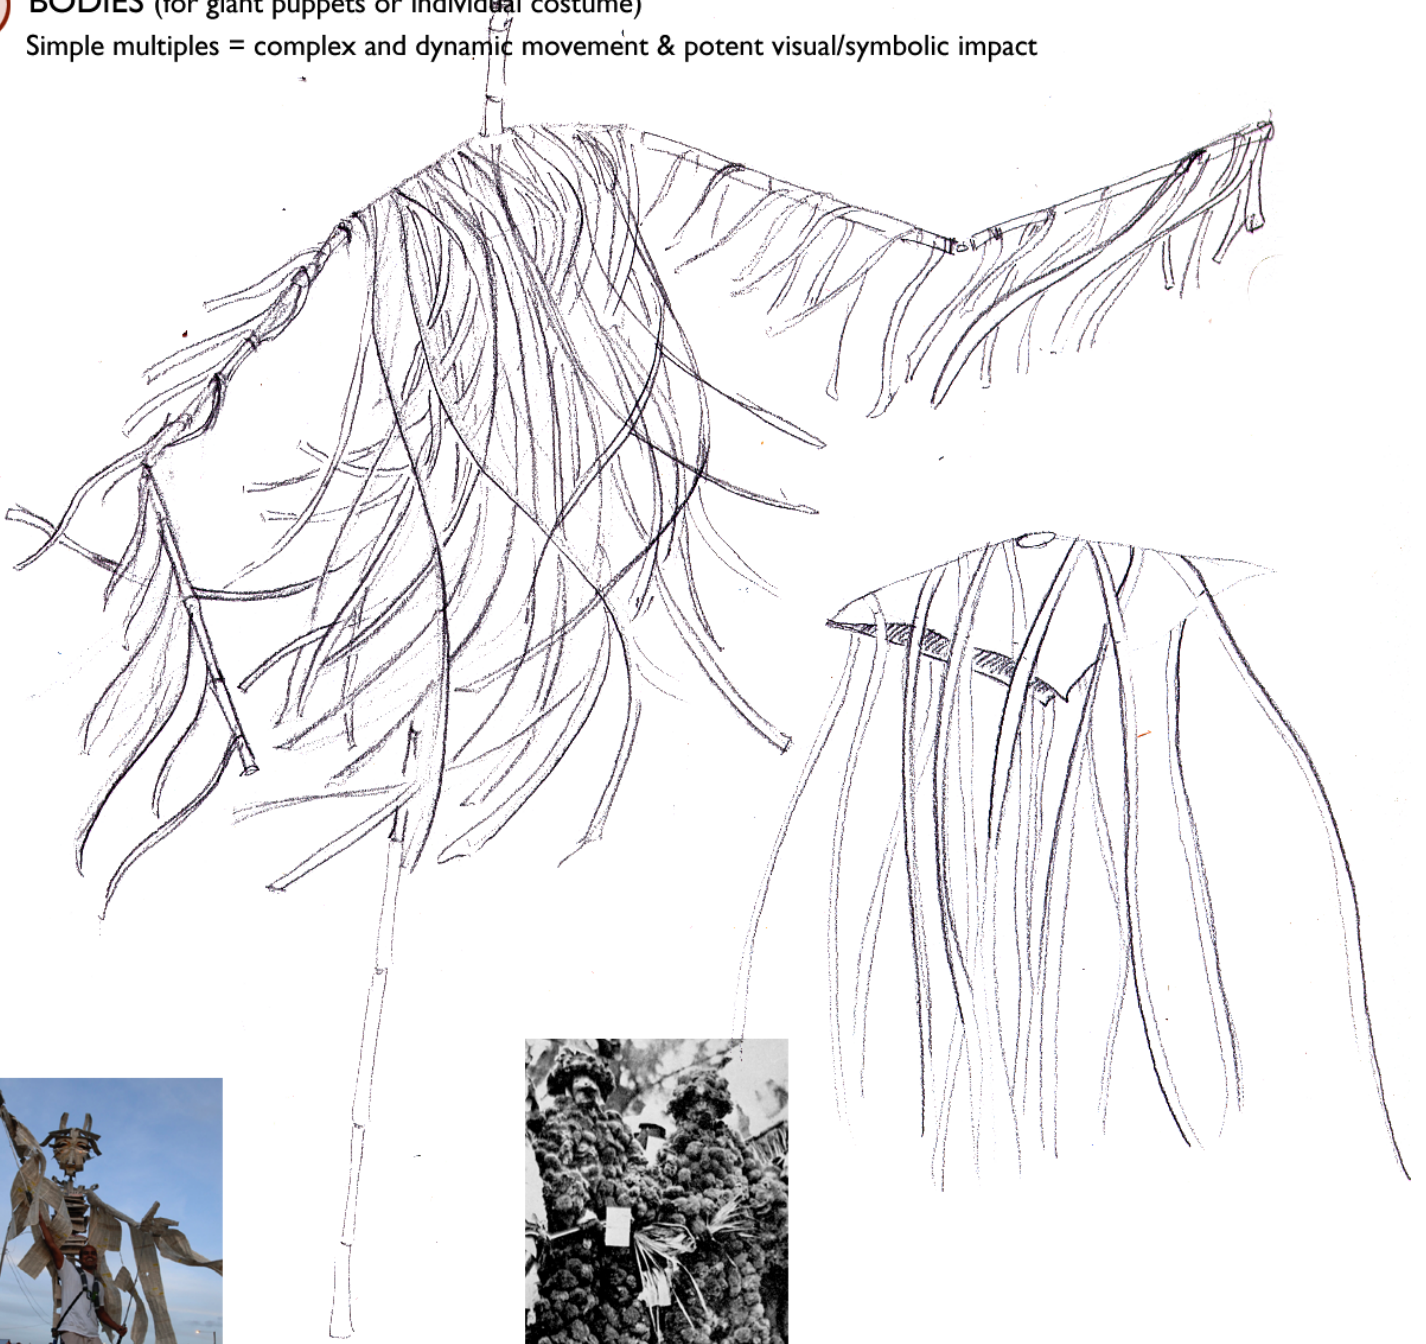 BODIES (for giant puppets or individual costume)
Simple multiples = complex and dynamic movement & potent visual/symbolic impact